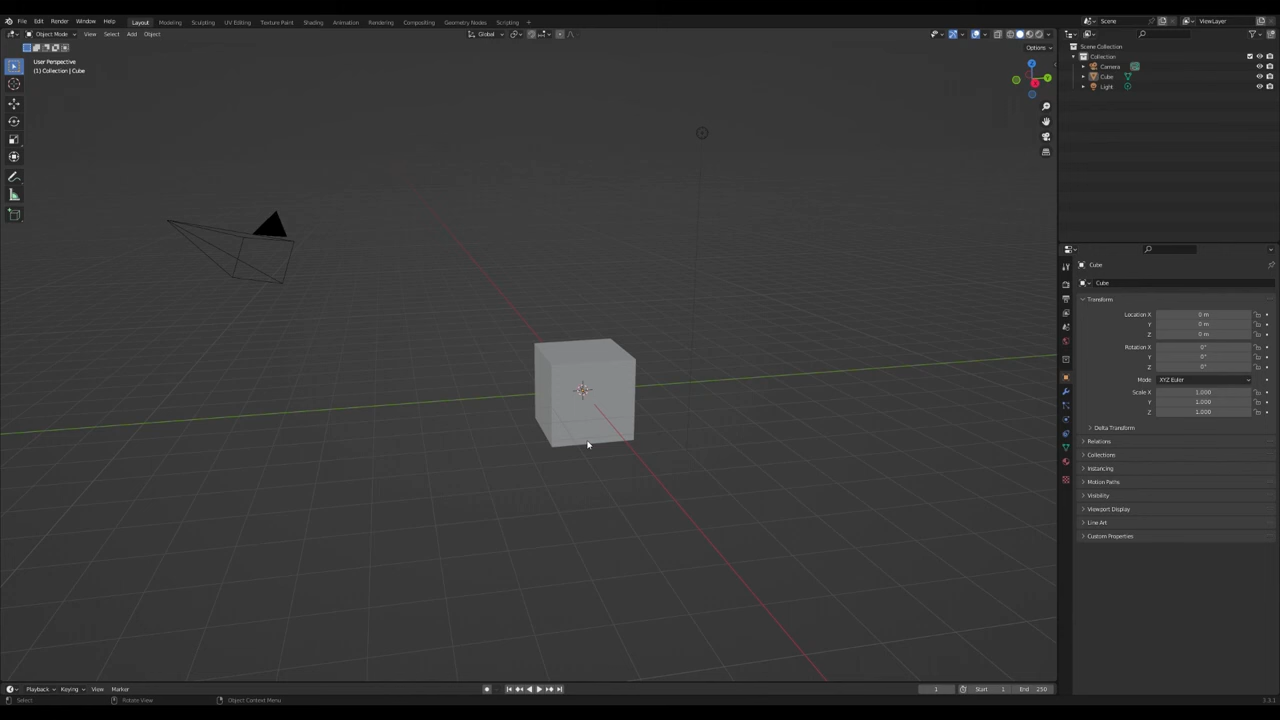 File Edit Render Window Help
Layout Modeling Sculpting UV Editing Texture Paint Shading Animation Rendering Compositing Geometry Nodes Scripting +
Scene
ViewLayer
Object Mode View Select Add Object
Global
Options
User Perspective
(1) Collection | Cube
Scene Collection
Collection
Camera
Cube
Light
Cube
Cube
Transform
Location X 0 m
Y 0 m
Z 0 m
Rotation X 0°
Y 0°
Z 0°
Mode XYZ Euler
Scale X 1.000
Y 1.000
Z 1.000
Delta Transform
Relations
Collections
Instancing
Motion Paths
Visibility
Viewport Display
Line Art
Custom Properties
Playback Keying View Marker
1 Start 1 End 250
Select Rotate View Object Context Menu
3.3.1